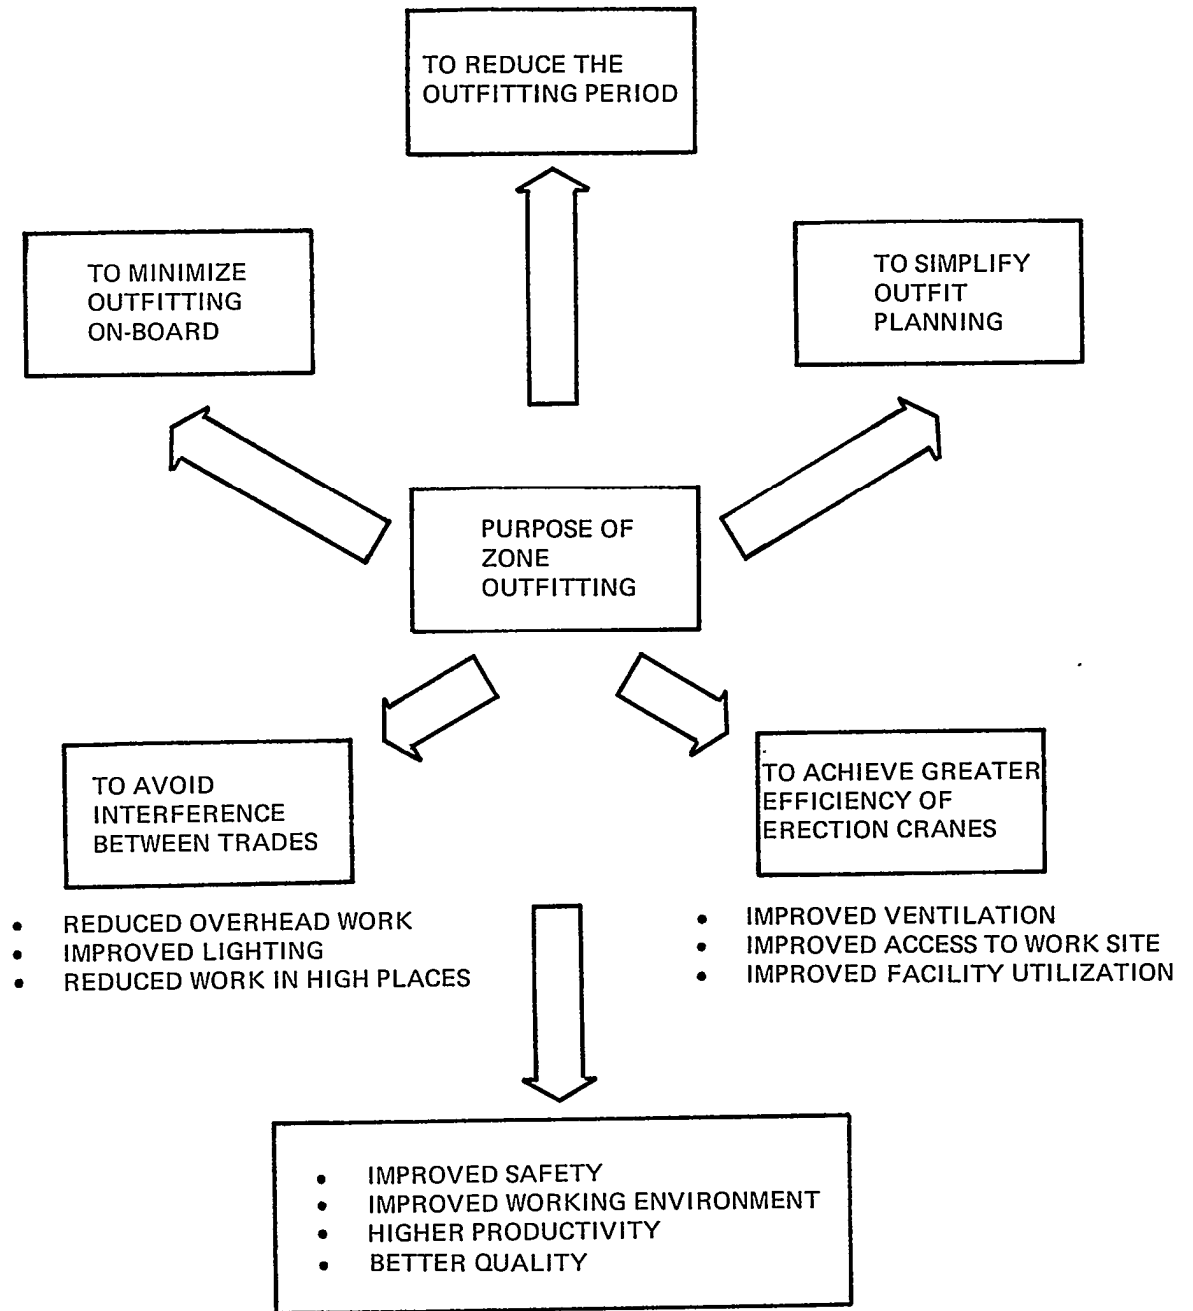 TO REDUCE THE
OUTFITTING PERIOD
TO MINIMIZE
OUTFITTING
ON-BOARD
TO SIMPLIFY
OUTFIT
PLANNING
PURPOSE OF
ZONE
OUTFITTING
TO AVOID
INTERFERENCE
BETWEEN TRADES
TO ACHIEVE GREATER
EFFICIENCY OF
ERECTION CRANES
• REDUCED OVERHEAD WORK
• IMPROVED LIGHTING
• REDUCED WORK IN HIGH PLACES
• IMPROVED VENTILATION
• IMPROVED ACCESS TO WORK SITE
• IMPROVED FACILITY UTILIZATION
• IMPROVED SAFETY
• IMPROVED WORKING ENVIRONMENT
• HIGHER PRODUCTIVITY
• BETTER QUALITY